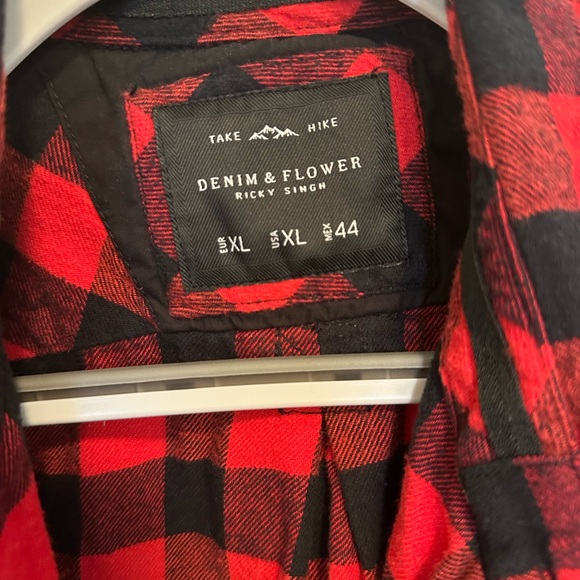 TAKE HIKE
DENIM & FLOWER
RICKY SINGH
EUR XL USA XL MEX 44